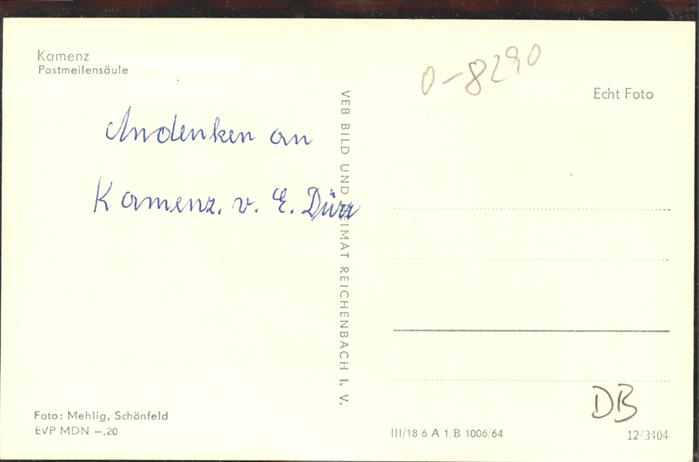 Kamenz
Postmeilensäule
Andenken an
Kamenz. v. E. Dürr
Foto: Mehlig, Schönfeld
EVP MDN –,20
VEB BILD UND HEIMAT REICHENBACH I. V.
0-8290
Echt Foto
DB
III/18/6 A 1/B 1006/64
12/3404